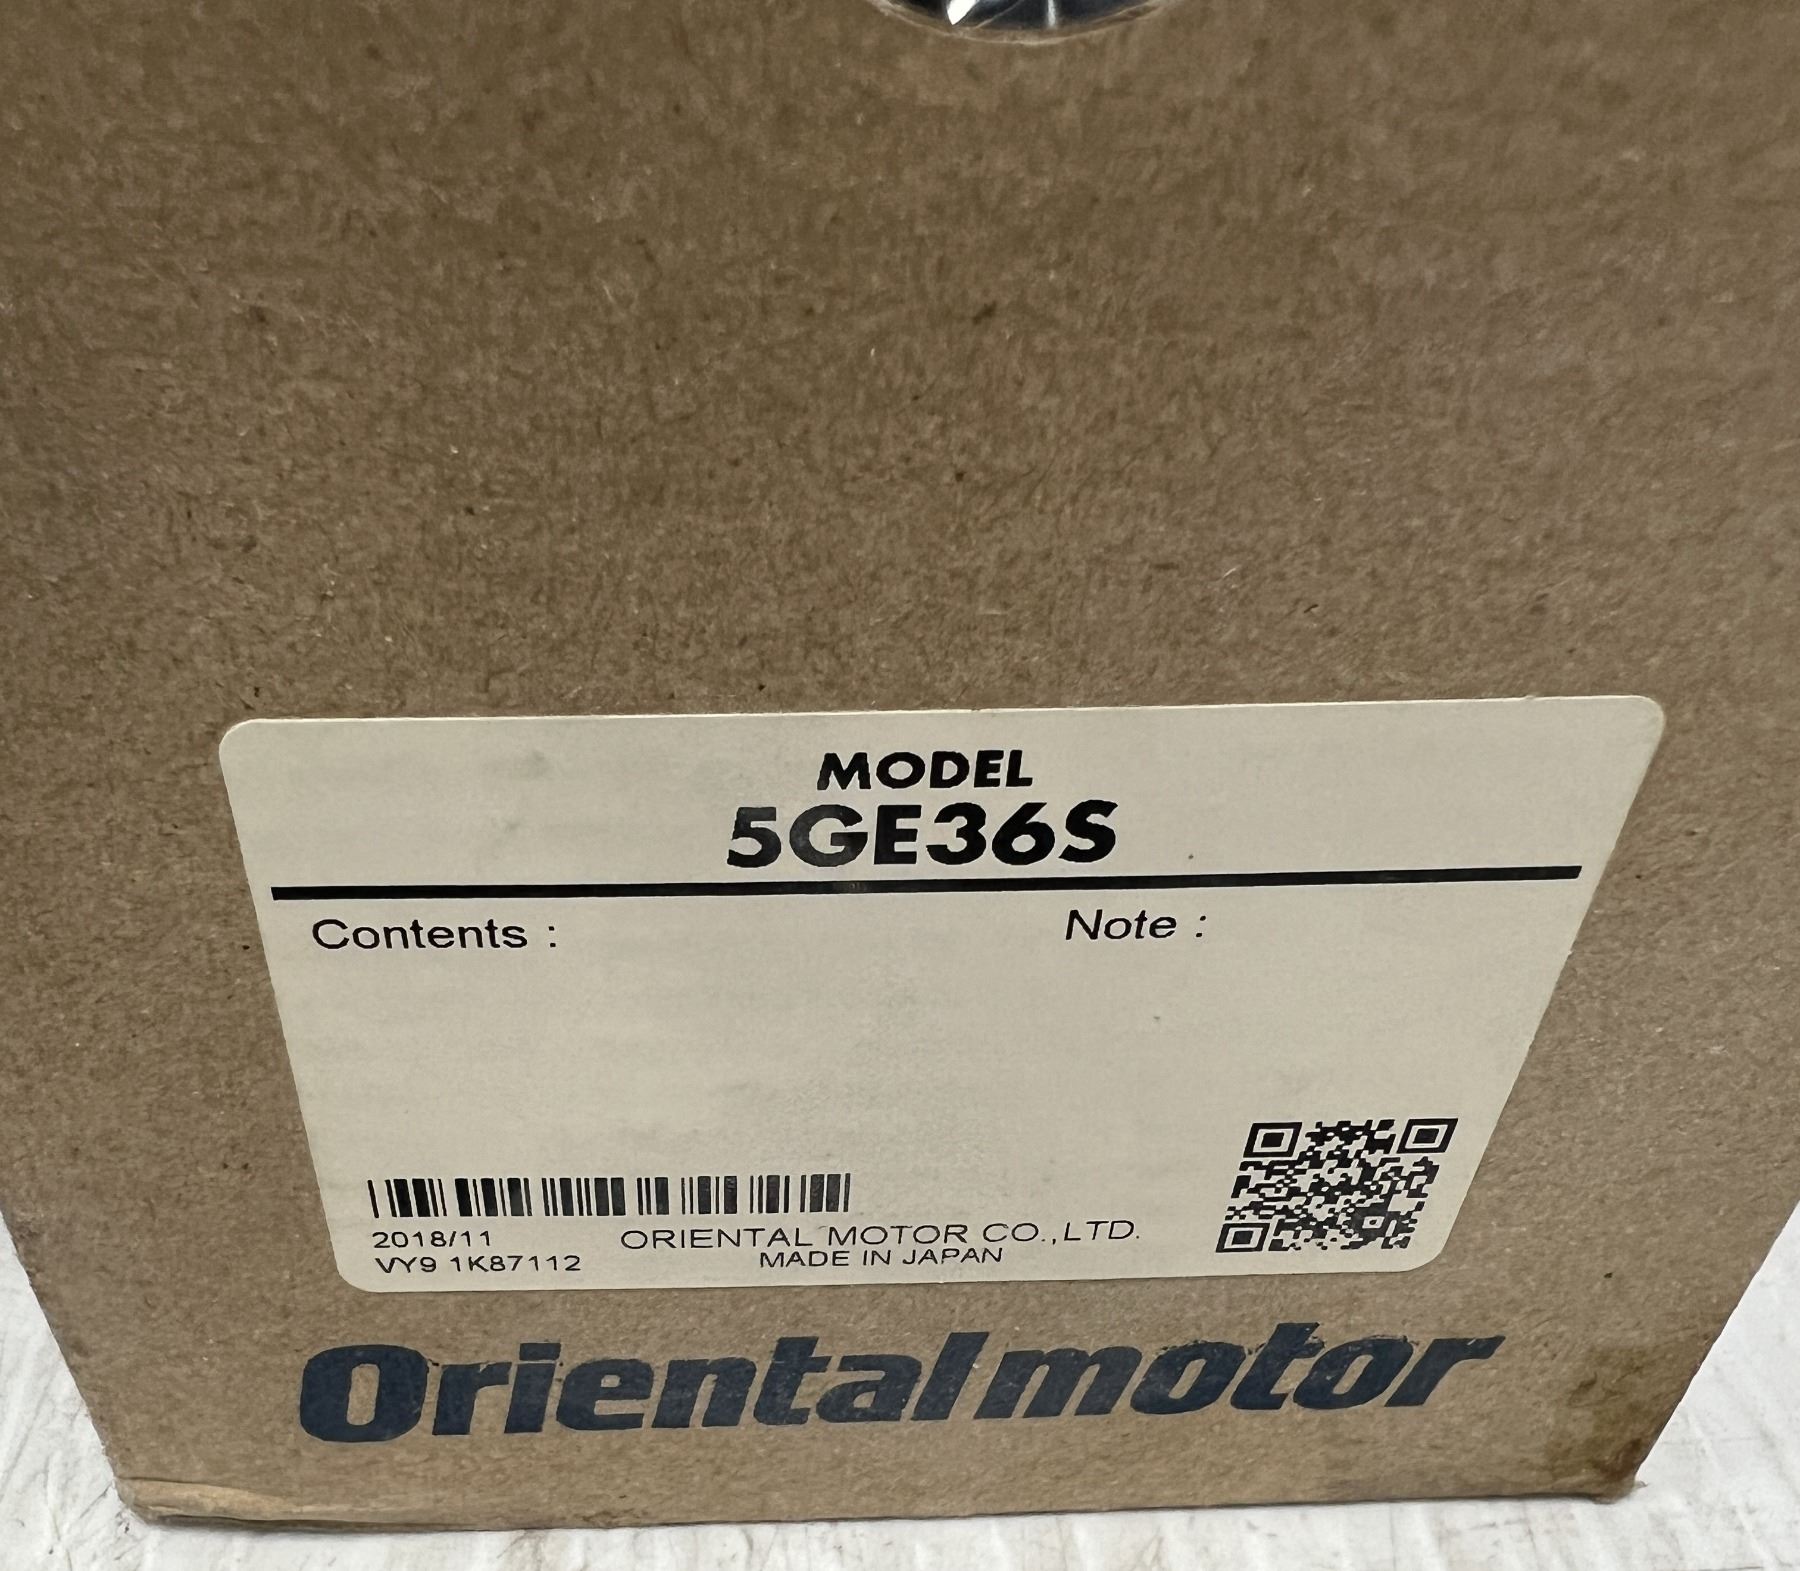 MODEL
5GE36S
Contents :
Note :
2018/11
VY9 1K87112
ORIENTAL MOTOR CO.,LTD.
MADE IN JAPAN
Orientalmotor